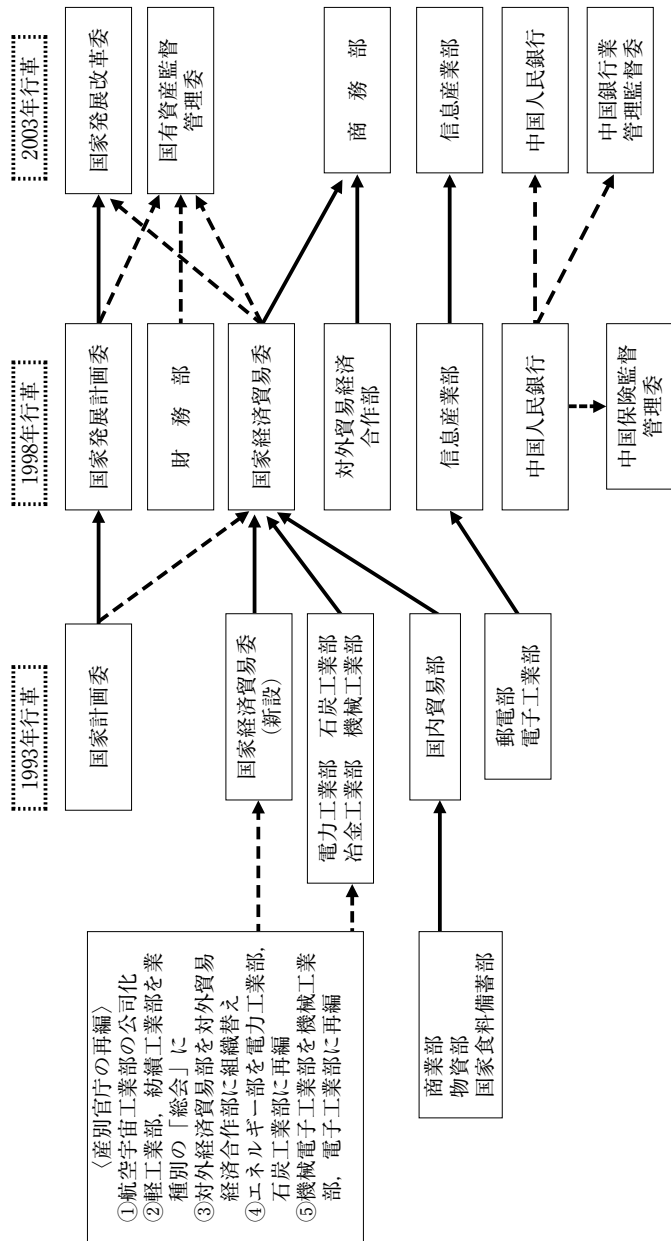 1993年行革
1998年行革
2003年行革
〈産別官庁の再編〉
①航空宇宙工業部の公司化
②軽工業部，紡績工業部を業
種別の「総会」に
③対外経済貿易部を対外貿易
経済合作部に組織替え
④エネルギー部を電力工業部，
石炭工業部に再編
⑤機械電子工業部を機械工業
部，電子工業部に再編
商業部
物資部
国家食料備蓄部
国家計画委
国家経済貿易委
(新設)
電力工業部　石炭工業部
冶金工業部　機械工業部
国内貿易部
郵電部
電子工業部
国家発展計画委
財　務　部
国家経済貿易委
対外貿易経済
合作部
信息産業部
中国人民銀行
中国保険監督
管理委
国家発展改革委
国有資産監督
管理委
商　務　部
信息産業部
中国人民銀行
中国銀行業
管理監督委